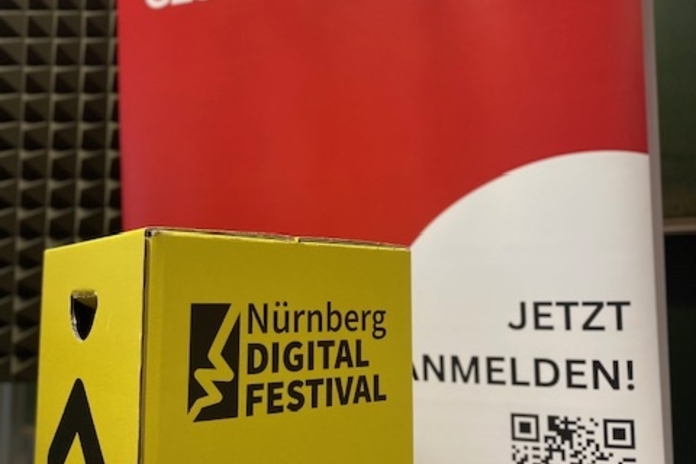 Nürnberg
DIGITAL
FESTIVAL
JETZT
ANMELDEN!